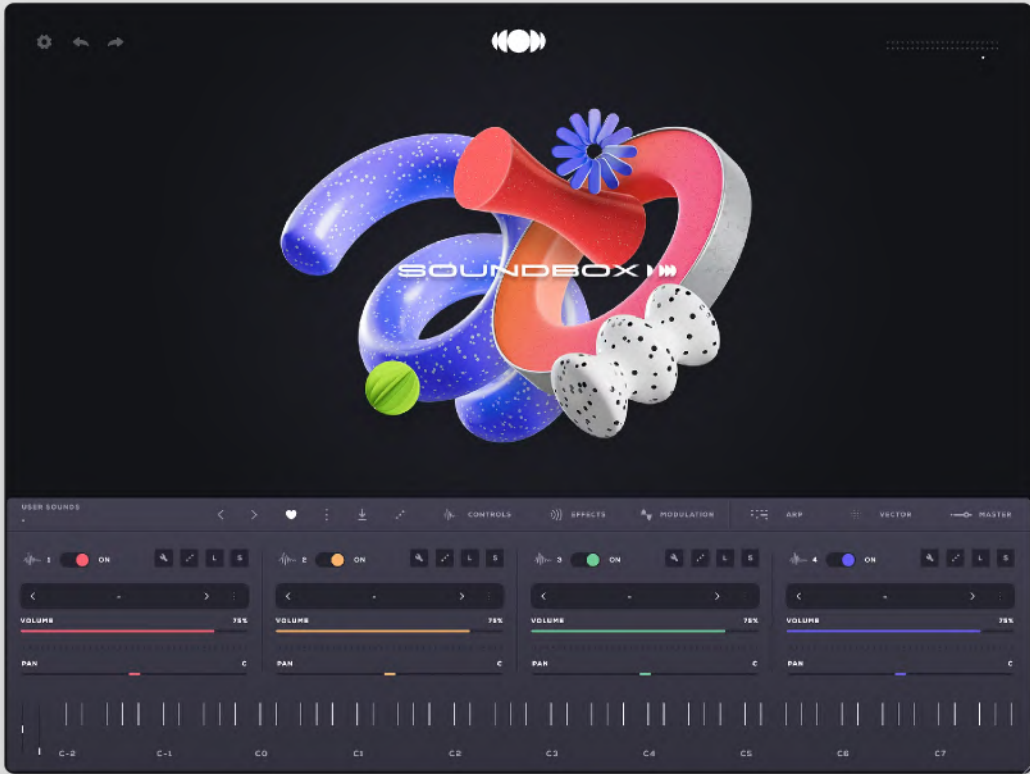 SOUNDBOX
USER SOUNDS
CONTROLS
EFFECTS
MODULATION
ARP
VECTOR
MASTER
1 ON L S
2 ON L S
3 ON L S
4 ON L S
- - - -
VOLUME 75% VOLUME 75% VOLUME 75% VOLUME 75%
PAN C PAN C PAN C PAN C
C-2 C-1 C0 C1 C2 C3 C4 C5 C6 C7